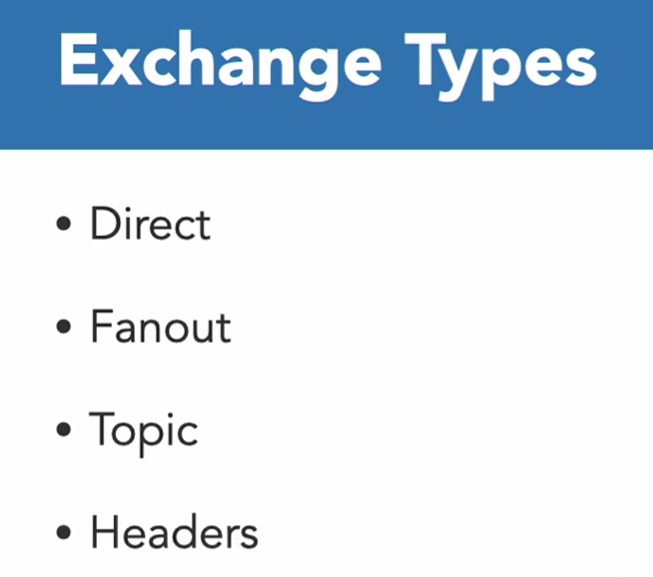 Exchange Types
• Direct
• Fanout
• Topic
• Headers